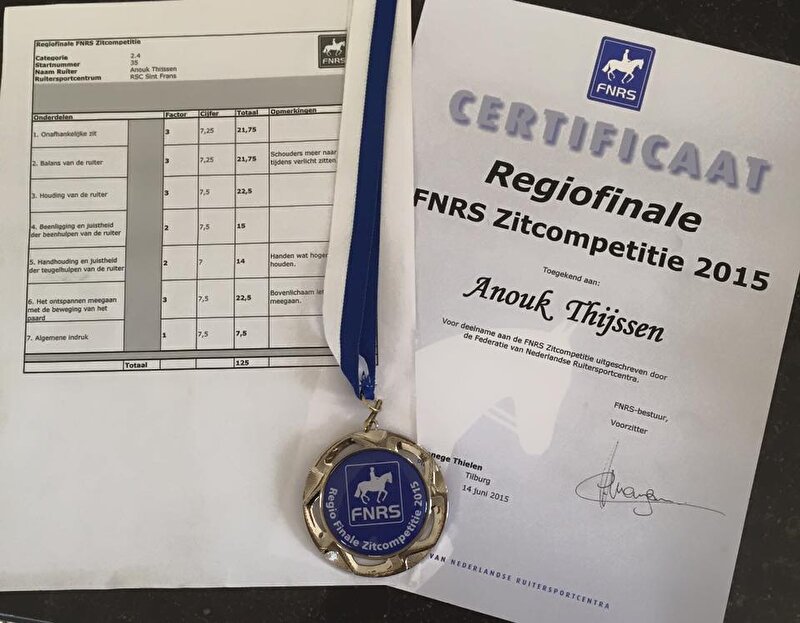 Regiofinale FNRS Zitcompetitie
FNRS
Categorie 2.4
Startnummer 35
Naam Ruiter Anouk Thijssen
Ruitersportcentrum RSC Sint Frans
Onderdelen Factor Cijfer Totaal Opmerkingen
1. Onafhankelijke zit 3 7,25 21,75
2. Balans van de ruiter 3 7,25 21,75 Schouders meer naar
tijdens verlicht zitten
3. Houding van de ruiter 3 7,5 22,5
4. Beenligging en juistheid
der beenhulpen van de ruiter 2 7,5 15
5. Handhouding en juistheid
der teugelhulpen van de ruiter 2 7 14 Handen wat hoger
houden.
6. Het ontspannen meegaan
met de beweging van het
paard 3 7,5 22,5 Bovenlichaam
meegaan.
7. Algemene indruk 1 7,5 7,5
Totaal 125
FNRS
CERTIFICAAT
Regiofinale
FNRS Zitcompetitie 2015
Toegekend aan:
Anouk Thijssen
Voor deelname aan de FNRS Zitcompetitie uitgeschreven door
de Federatie van Nederlandse Ruitersportcentra.
FNRS-bestuur,
Voorzitter
nege Thielen
Tilburg
14 juni 2015
VAN NEDERLANDSE RUITERSPORTCENTRA
FNRS
Regio Finale Zitcompetitie 2015